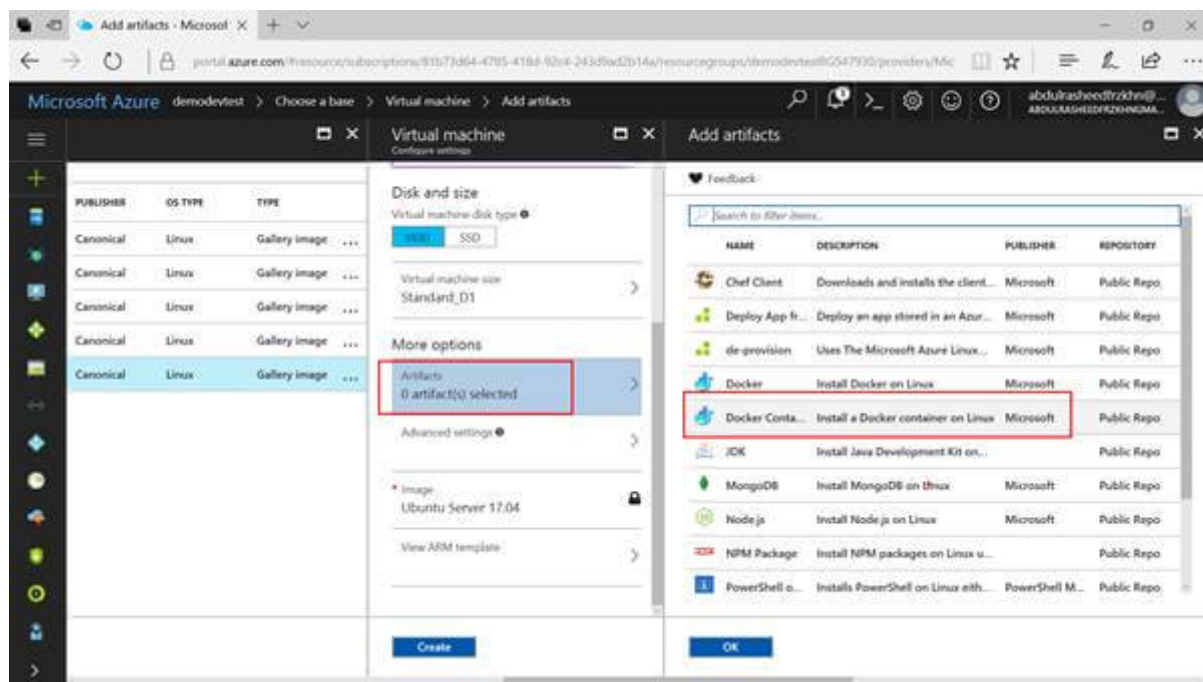 Add artifacts - Microsof
portal.azure.com
Microsoft Azure demodevtest > Choose a base > Virtual machine > Add artifacts
abdulrasheedfrzkhn@...
PUBLISHER OS TYPE TYPE
Canonical Linux Gallery image ...
Canonical Linux Gallery image ...
Canonical Linux Gallery image ...
Canonical Linux Gallery image ...
Canonical Linux Gallery image ...
Virtual machine
Configure settings
Disk and size
Virtual machine disk type
HDD SSD
Virtual machine size
Standard_D1
More options
Artifacts
0 artifact(s) selected
Advanced settings
* Image
Ubuntu Server 17.04
View ARM template
Create
Add artifacts
Feedback
Search to filter items...
NAME DESCRIPTION PUBLISHER REPOSITORY
Chef Client Downloads and installs the client... Microsoft Public Repo
Deploy App fr... Deploy an app stored in an Azur... Microsoft Public Repo
de-provision Uses The Microsoft Azure Linux... Microsoft Public Repo
Docker Install Docker on Linux Microsoft Public Repo
Docker Conta... Install a Docker container on Linux Microsoft Public Repo
JDK Install Java Development Kit on... Public Repo
MongoDB Install MongoDB on linux Microsoft Public Repo
Node.js Install Node.js on Linux Microsoft Public Repo
NPM Package Install NPM packages on Linux u... Public Repo
PowerShell o... Installs PowerShell on Linux eith... PowerShell M... Public Repo
OK